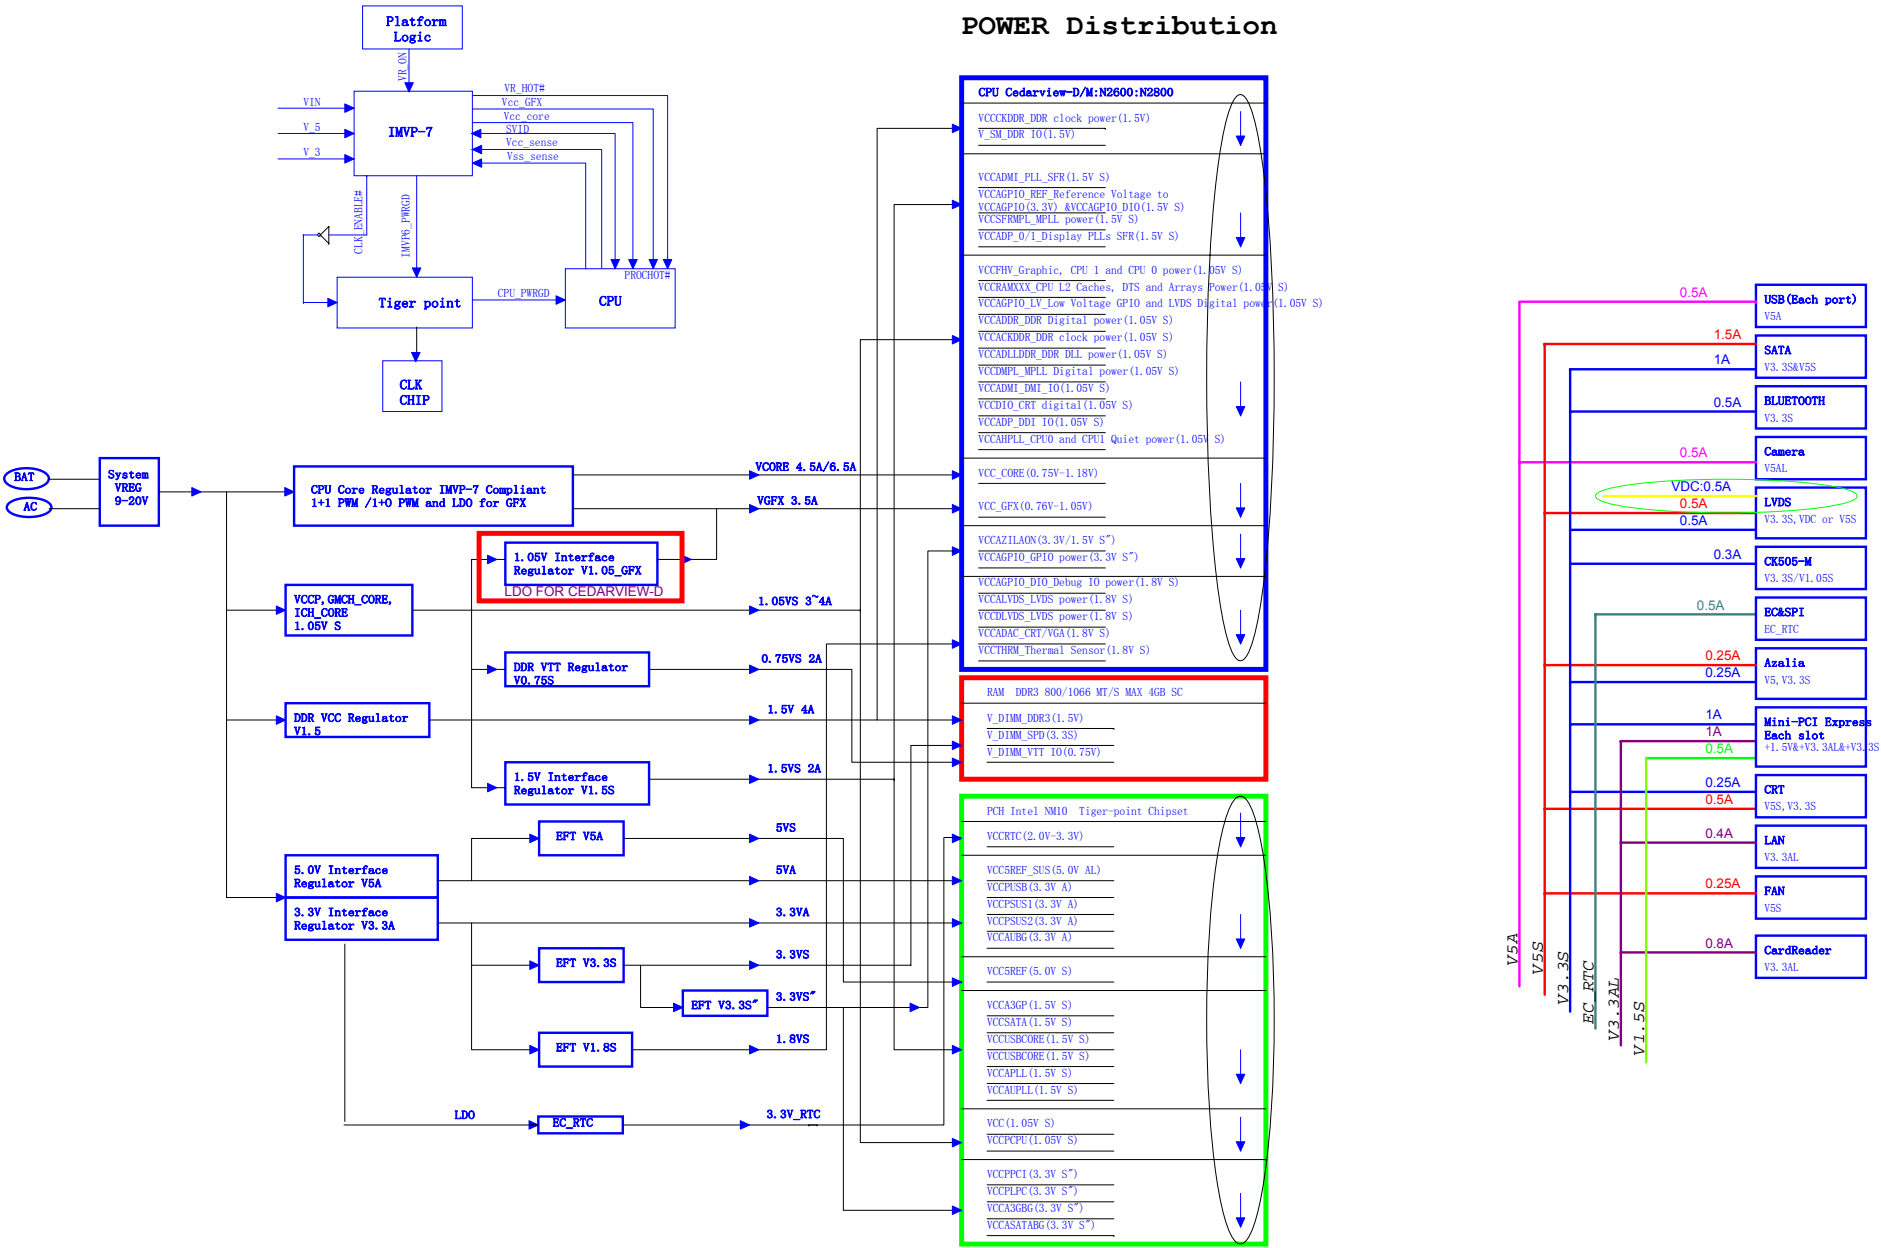 POWER Distribution
Platform
Logic
VR_ON
VIN
V_5
V_3
IMVP-7
VR_HOT#
Vcc_GFX
Vcc_core
SVID
Vcc_sense
Vss_sense
CLK_ENABLE#
IMVP6_PWRGD
Tiger point
CPU_PWRGD
PROCHOT#
CPU
CLK
CHIP
BAT
AC
System
VREG
9-20V
CPU Core Regulator IMVP-7 Compliant
1+1 PWM /1+0 PWM and LDO for GFX
VCORE 4.5A/6.5A
VGFX 3.5A
1.05V Interface
Regulator V1.05_GFX
LDO FOR CEDARVIEW-D
VCCP,GMCH_CORE,
ICH_CORE
1.05V S
1.05VS 3~4A
DDR VTT Regulator
V0.75S
0.75VS 2A
DDR VCC Regulator
V1.5
1.5V 4A
1.5V Interface
Regulator V1.5S
1.5VS 2A
EFT V5A
5VS
5.0V Interface
Regulator V5A
5VA
3.3V Interface
Regulator V3.3A
3.3VA
EFT V3.3S
3.3VS
EFT V3.3S"
3.3VS"
EFT V1.8S
1.8VS
LDO
EC_RTC
3.3V_RTC
CPU Cedarview-D/M:N2600:N2800
VCCCKDDR_DDR clock power(1.5V)
V_SM_DDR IO(1.5V)
VCCADMI_PLL_SFR(1.5V S)
VCCAGPIO_REF_Reference Voltage to
VCCAGPIO(3.3V) &VCCAGPIO_DIO(1.5V S)
VCCSFRMPL_MPLL power(1.5V S)
VCCADP_0/1_Display PLLs SFR(1.5V S)
VCCFHV_Graphic, CPU 1 and CPU 0 power(1.05V S)
VCCRAMXXX_CPU L2 Caches, DTS and Arrays Power(1.05V S)
VCCAGPIO_LV_Low Voltage GPIO and LVDS Digital power(1.05V S)
VCCADDR_DDR Digital power(1.05V S)
VCCACKDDR_DDR clock power(1.05V S)
VCCADLLDDR_DDR DLL power(1.05V S)
VCCDMPL_MPLL Digital power(1.05V S)
VCCADMI_DMI_IO(1.05V S)
VCCDIO_CRT digital(1.05V S)
VCCADP_DDI IO(1.05V S)
VCCAHPLL_CPU0 and CPU1 Quiet power(1.05V S)
VCC_CORE(0.75V-1.18V)
VCC_GFX(0.76V-1.05V)
VCCAZILAON(3.3V/1.5V S")
VCCAGPIO_GPIO power(3.3V S")
VCCAGPIO_DIO_Debug IO power(1.8V S)
VCCALVDS_LVDS power(1.8V S)
VCCDLVDS_LVDS power(1.8V S)
VCCADAC_CRT/VGA(1.8V S)
VCCTHRM_Thermal Sensor(1.8V S)
RAM  DDR3 800/1066 MT/S MAX 4GB SC
V_DIMM_DDR3(1.5V)
V_DIMM_SPD(3.3S)
V_DIMM_VTT IO(0.75V)
PCH Intel NM10  Tiger-point Chipset
VCCRTC(2.0V-3.3V)
VCC5REF_SUS(5.0V AL)
VCCPUSB(3.3V A)
VCCPSUS1(3.3V A)
VCCPSUS2(3.3V A)
VCCAUBG(3.3V A)
VCC5REF(5.0V S)
VCCA3GP(1.5V S)
VCCSATA(1.5V S)
VCCUSBCORE(1.5V S)
VCCUSBCORE(1.5V S)
VCCAPLL(1.5V S)
VCCAUPLL(1.5V S)
VCC(1.05V S)
VCCPCPU(1.05V S)
VCCPPCI(3.3V S")
VCCPLPC(3.3V S")
VCCA3GBG(3.3V S")
VCCASATABG(3.3V S")
0.5A
USB(Each port)
V5A
1.5A
1A
SATA
V3.3S&V5S
0.5A
BLUETOOTH
V3.3S
0.5A
Camera
V5AL
VDC:0.5A
0.5A
0.5A
LVDS
V3.3S,VDC or V5S
0.3A
CK505-M
V3.3S/V1.05S
0.5A
EC&SPI
EC_RTC
0.25A
0.25A
Azalia
V5,V3.3S
1A
1A
0.5A
Mini-PCI Express
Each slot
+1.5V&+V3.3AL&+V3.3S
0.25A
0.5A
CRT
V5S,V3.3S
0.4A
LAN
V3.3AL
0.25A
FAN
V5S
0.8A
CardReader
V3.3AL
V5A
V5S
V3.3S
EC RTC
V3.3AL
V1.5S